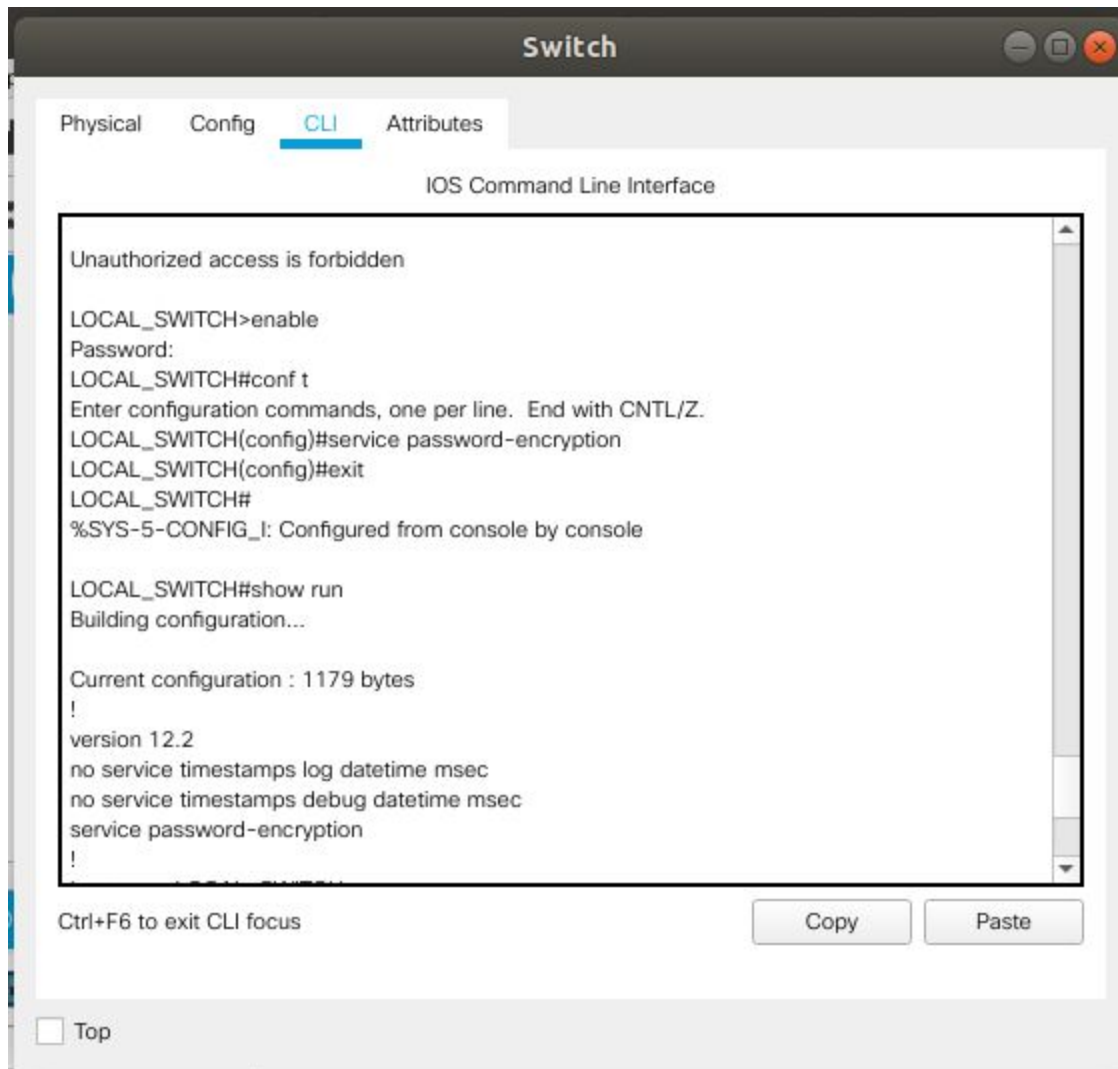 Switch
Physical Config CLI Attributes
IOS Command Line Interface
Unauthorized access is forbidden
LOCAL_SWITCH>enable
Password:
LOCAL_SWITCH#conf t
Enter configuration commands, one per line.  End with CNTL/Z.
LOCAL_SWITCH(config)#service password-encryption
LOCAL_SWITCH(config)#exit
LOCAL_SWITCH#
%SYS-5-CONFIG_I: Configured from console by console
LOCAL_SWITCH#show run
Building configuration...
Current configuration : 1179 bytes
!
version 12.2
no service timestamps log datetime msec
no service timestamps debug datetime msec
service password-encryption
!
Ctrl+F6 to exit CLI focus
Copy Paste
Top